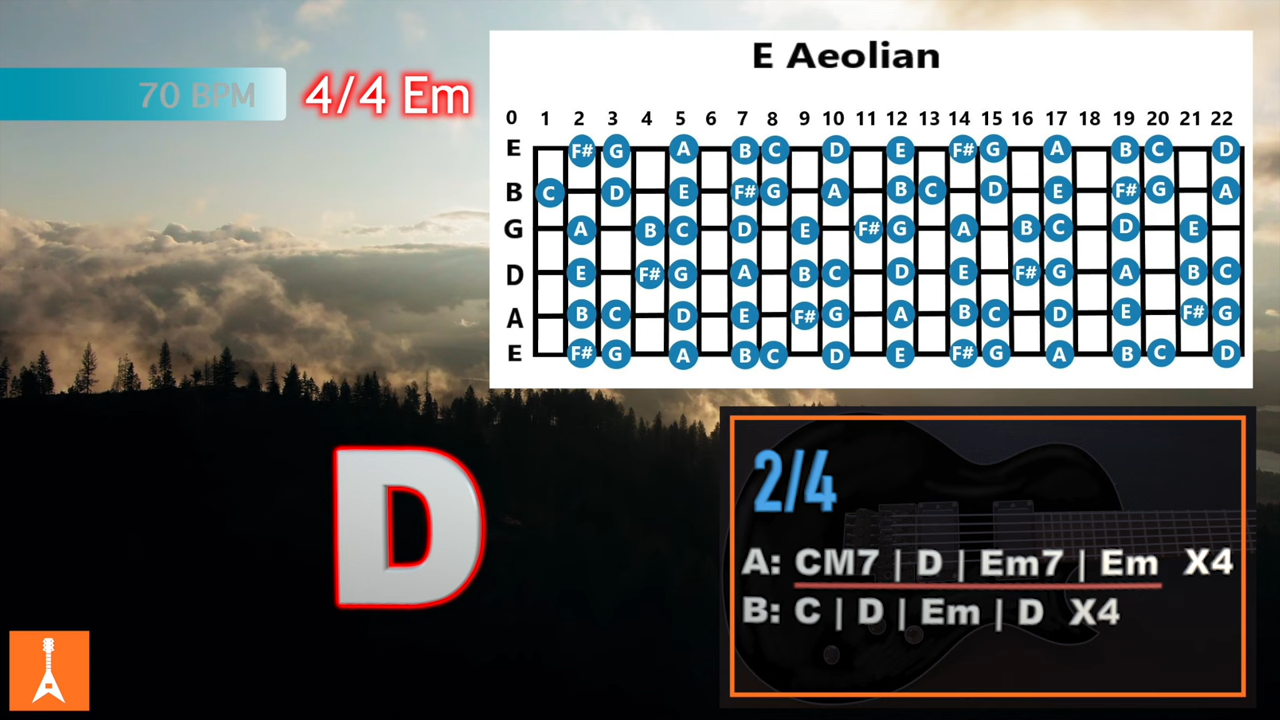 70 BPM
4/4 Em
E Aeolian
0 1 2 3 4 5 6 7 8 9 10 11 12 13 14 15 16 17 18 19 20 21 22
E F# G A B C D E F# G A B C D
B C D E F# G A B C D E F# G A
G A B C D E F# G A B C D E
D E F# G A B C D E F# G A B C
A B C D E F# G A B C D E F# G
E F# G A B C D E F# G A B C D
D
2/4
A: CM7 | D | Em7 | Em X4
B: C | D | Em | D X4